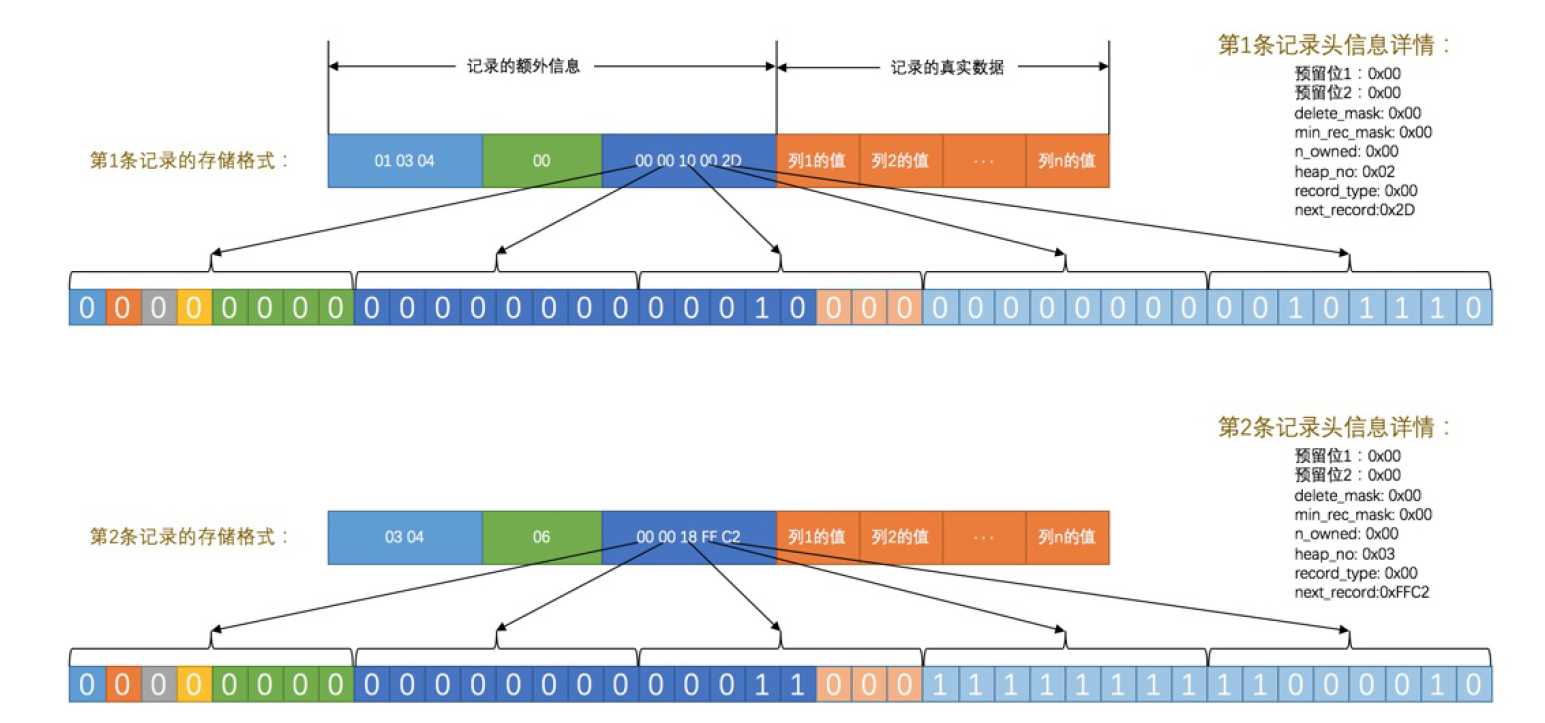 第1条记录头信息详情：
预留位1：0x00
预留位2：0x00
delete_mask: 0x00
min_rec_mask: 0x00
n_owned: 0x00
heap_no: 0x02
record_type: 0x00
next_record:0x2D
记录的额外信息 记录的真实数据
第1条记录的存储格式： 01 03 04 00 00 00 10 00 2D 列1的值 列2的值 ... 列n的值
0 0 0 0 0 0 0 0 0 0 0 0 0 0 0 0 0 0 0 1 0 0 0 0 0 0 0 0 0 0 0 0 0 0 1 0 1 1 1 0
第2条记录头信息详情：
预留位1：0x00
预留位2：0x00
delete_mask: 0x00
min_rec_mask: 0x00
n_owned: 0x00
heap_no: 0x03
record_type: 0x00
next_record:0xFFC2
第2条记录的存储格式： 03 04 06 00 00 18 FF C2 列1的值 列2的值 ... 列n的值
0 0 0 0 0 0 0 0 0 0 0 0 0 0 0 0 0 0 0 1 1 0 0 0 1 1 1 1 1 1 1 1 1 1 0 0 0 0 1 0